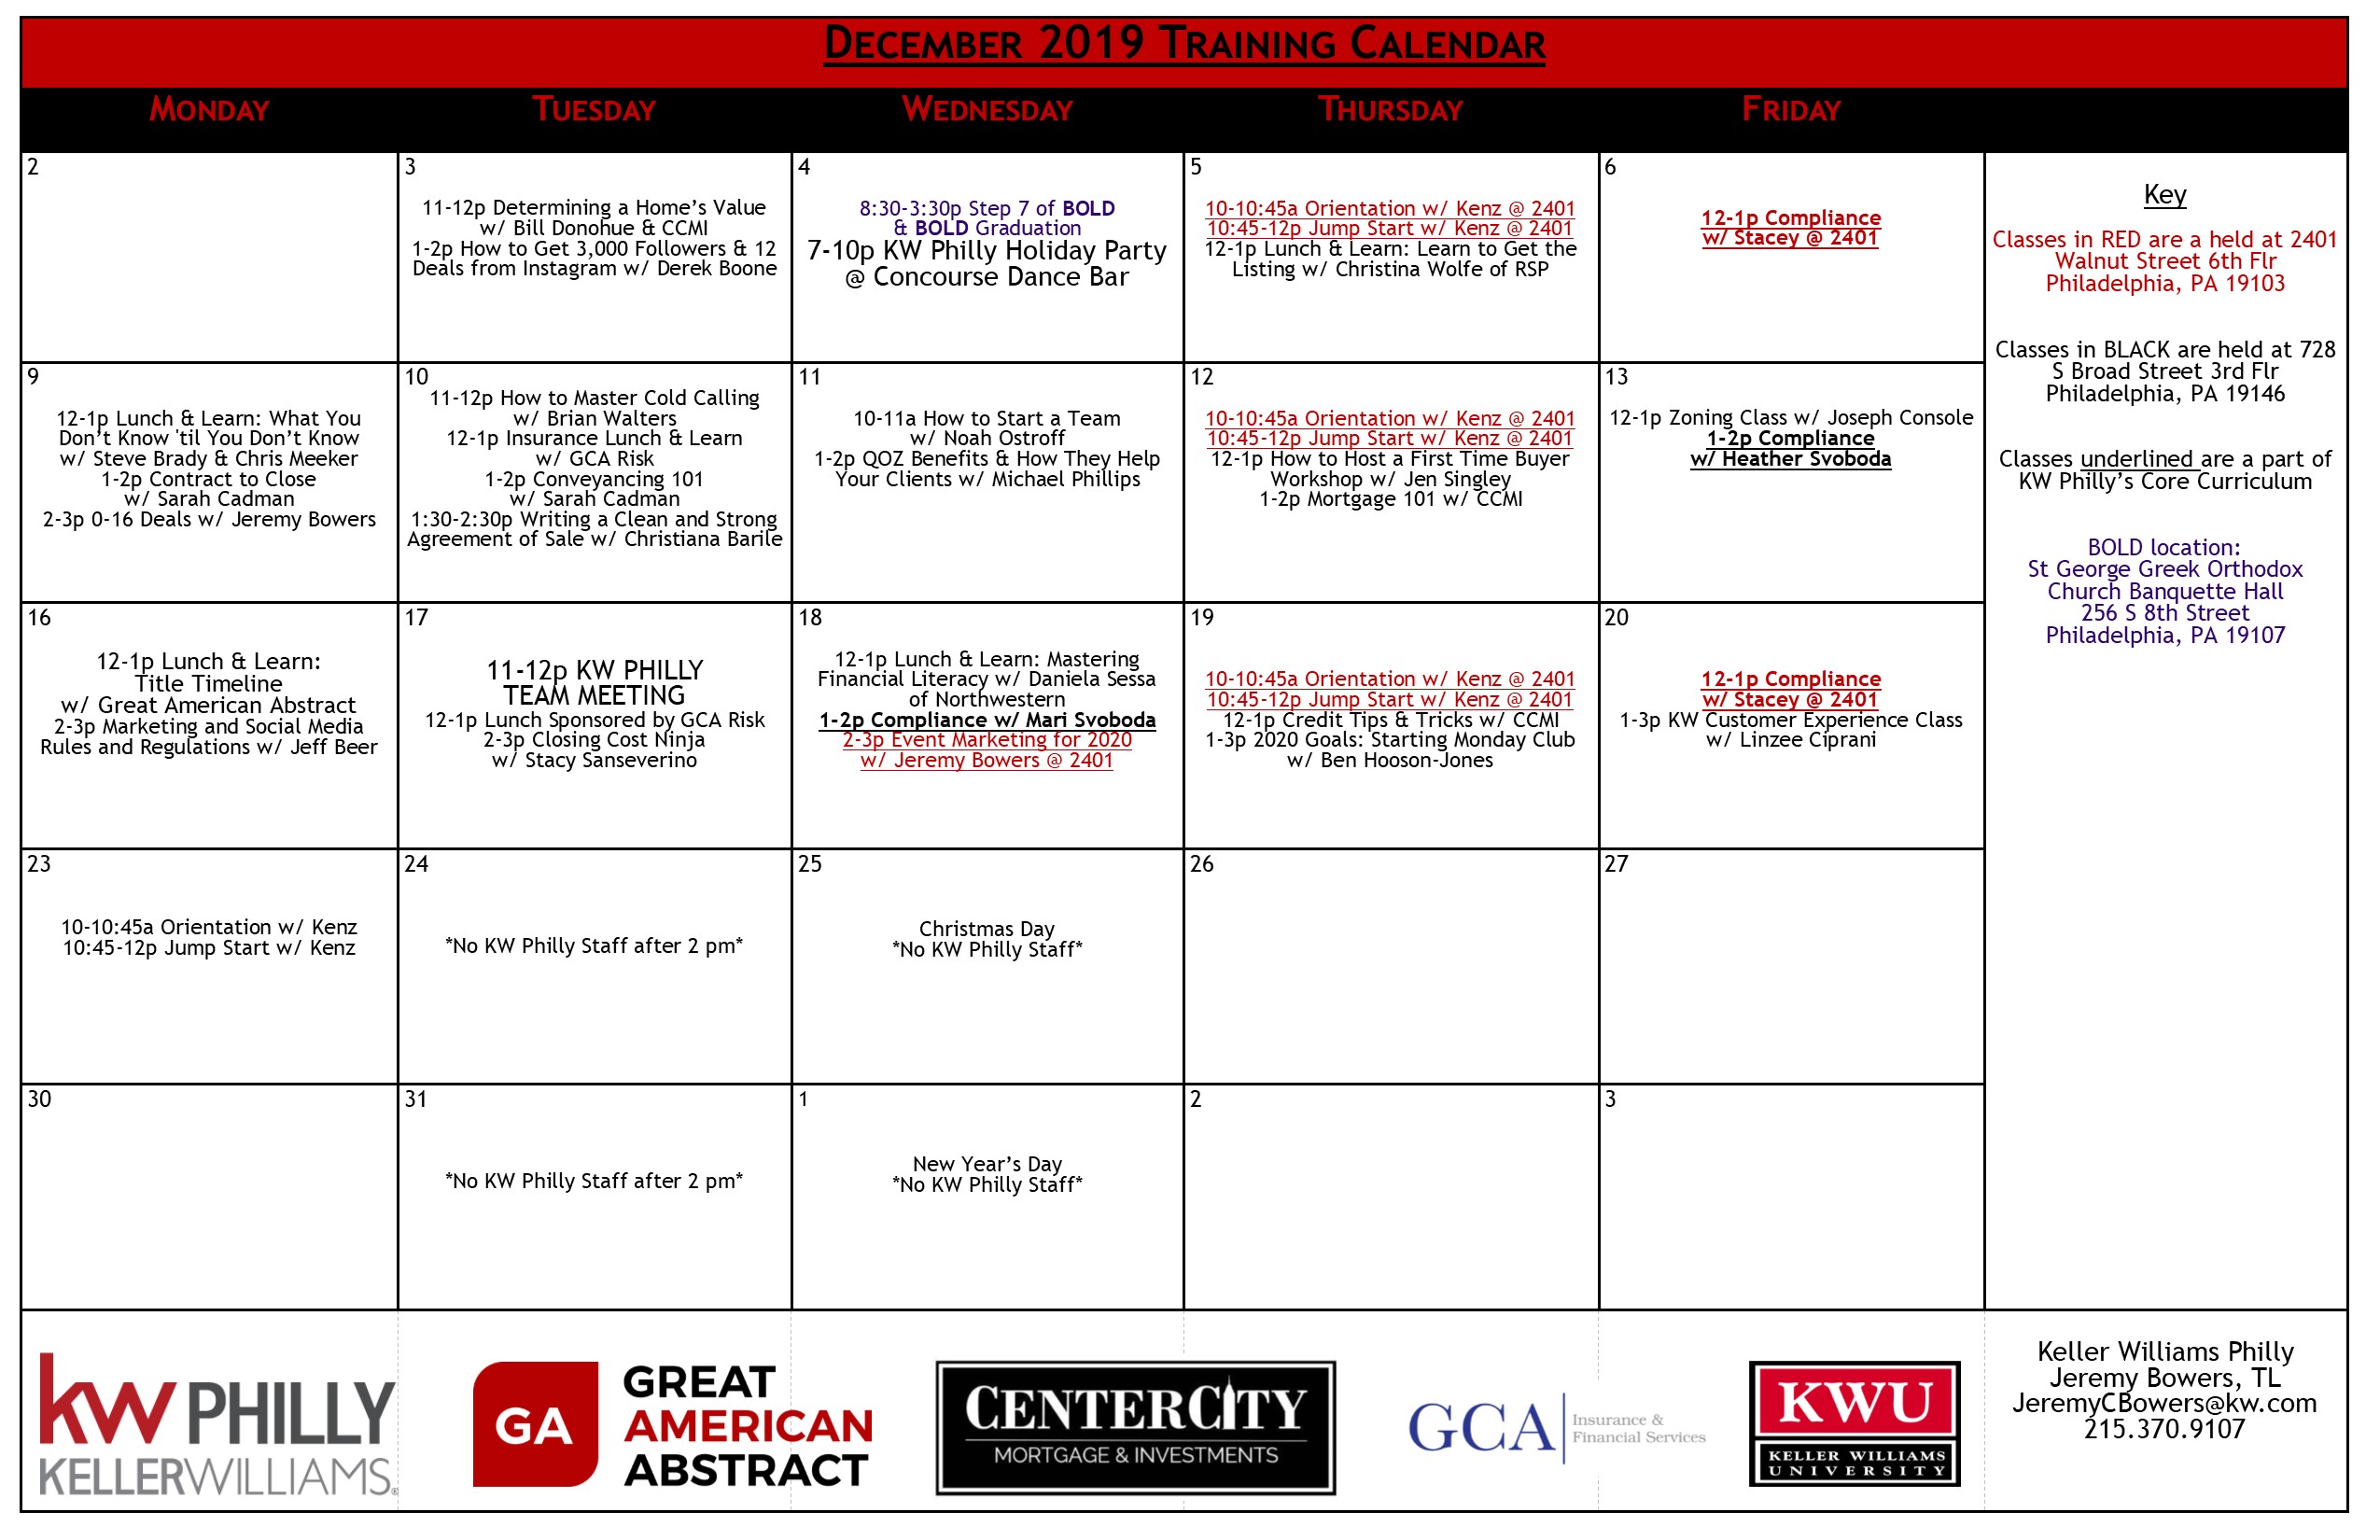 DECEMBER 2019 TRAINING CALENDAR
MONDAY
TUESDAY
WEDNESDAY
THURSDAY
FRIDAY
2
3
11-12p Determining a Home’s Value
w/ Bill Donohue & CCMI
1-2p How to Get 3,000 Followers & 12
Deals from Instagram w/ Derek Boone
4
8:30-3:30p Step 7 of BOLD
& BOLD Graduation
7-10p KW Philly Holiday Party
@ Concourse Dance Bar
5
10-10:45a Orientation w/ Kenz @ 2401
10:45-12p Jump Start w/ Kenz @ 2401
12-1p Lunch & Learn: Learn to Get the
Listing w/ Christina Wolfe of RSP
6
12-1p Compliance
w/ Stacey @ 2401
Key
Classes in RED are a held at 2401
Walnut Street 6th Flr
Philadelphia, PA 19103
Classes in BLACK are held at 728
S Broad Street 3rd Flr
Philadelphia, PA 19146
Classes underlined are a part of
KW Philly’s Core Curriculum
BOLD location:
St George Greek Orthodox
Church Banquette Hall
256 S 8th Street
Philadelphia, PA 19107
9
12-1p Lunch & Learn: What You
Don’t Know 'til You Don’t Know
w/ Steve Brady & Chris Meeker
1-2p Contract to Close
w/ Sarah Cadman
2-3p 0-16 Deals w/ Jeremy Bowers
10
11-12p How to Master Cold Calling
w/ Brian Walters
12-1p Insurance Lunch & Learn
w/ GCA Risk
1-2p Conveyancing 101
w/ Sarah Cadman
1:30-2:30p Writing a Clean and Strong
Agreement of Sale w/ Christiana Barile
11
10-11a How to Start a Team
w/ Noah Ostroff
1-2p QOZ Benefits & How They Help
Your Clients w/ Michael Phillips
12
10-10:45a Orientation w/ Kenz @ 2401
10:45-12p Jump Start w/ Kenz @ 2401
12-1p How to Host a First Time Buyer
Workshop w/ Jen Singley
1-2p Mortgage 101 w/ CCMI
13
12-1p Zoning Class w/ Joseph Console
1-2p Compliance
w/ Heather Svoboda
16
12-1p Lunch & Learn:
Title Timeline
w/ Great American Abstract
2-3p Marketing and Social Media
Rules and Regulations w/ Jeff Beer
17
11-12p KW PHILLY
TEAM MEETING
12-1p Lunch Sponsored by GCA Risk
2-3p Closing Cost Ninja
w/ Stacy Sanseverino
18
12-1p Lunch & Learn: Mastering
Financial Literacy w/ Daniela Sessa
of Northwestern
1-2p Compliance w/ Mari Svoboda
2-3p Event Marketing for 2020
w/ Jeremy Bowers @ 2401
19
10-10:45a Orientation w/ Kenz @ 2401
10:45-12p Jump Start w/ Kenz @ 2401
12-1p Credit Tips & Tricks w/ CCMI
1-3p 2020 Goals: Starting Monday Club
w/ Ben Hooson-Jones
20
12-1p Compliance
w/ Stacey @ 2401
1-3p KW Customer Experience Class
w/ Linzee Ciprani
23
10-10:45a Orientation w/ Kenz
10:45-12p Jump Start w/ Kenz
24
*No KW Philly Staff after 2 pm*
25
Christmas Day
*No KW Philly Staff*
26
27
30
31
*No KW Philly Staff after 2 pm*
1
New Year’s Day
*No KW Philly Staff*
2
3
kw PHILLY
KELLERWILLIAMS®
GA
GREAT
AMERICAN
ABSTRACT
CENTERCITY
MORTGAGE & INVESTMENTS
GCA
Insurance &
Financial Services
KWU
KELLER WILLIAMS
UNIVERSITY
Keller Williams Philly
Jeremy Bowers, TL
JeremyCBowers@kw.com
215.370.9107